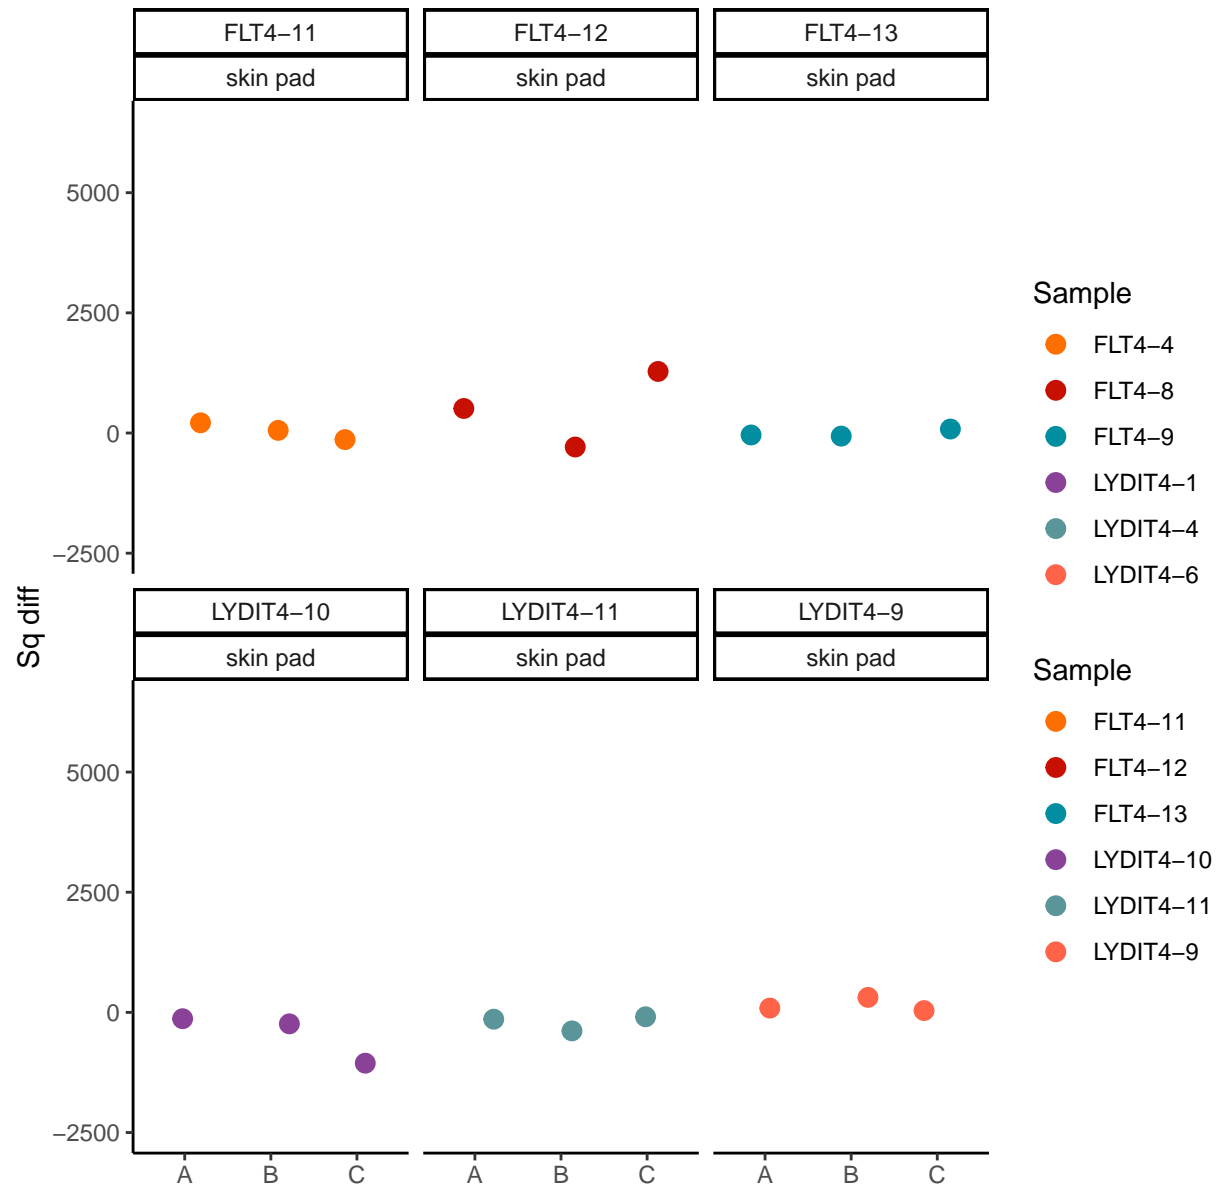 FLT4−11 FLT4−12 FLT4−13
skin pad skin pad skin pad
5000
2500
0
−2500
Sq diff
LYDIT4−10 LYDIT4−11 LYDIT4−9
skin pad skin pad skin pad
5000
2500
0
−2500
A B C A B C A B C
Sample
FLT4−4
FLT4−8
FLT4−9
LYDIT4−1
LYDIT4−4
LYDIT4−6
Sample
FLT4−11
FLT4−12
FLT4−13
LYDIT4−10
LYDIT4−11
LYDIT4−9